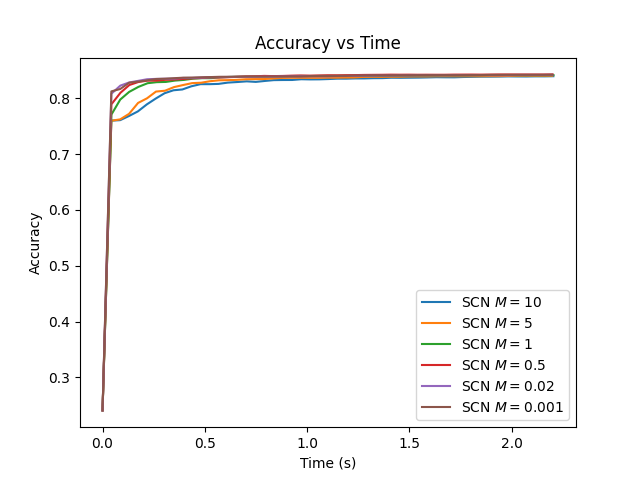 Accuracy vs Time
Accuracy
0.8
0.7
0.6
0.5
0.4
0.3
SCN M = 10
SCN M = 5
SCN M = 1
SCN M = 0.5
SCN M = 0.02
SCN M = 0.001
0.0 0.5 1.0 1.5 2.0
Time (s)